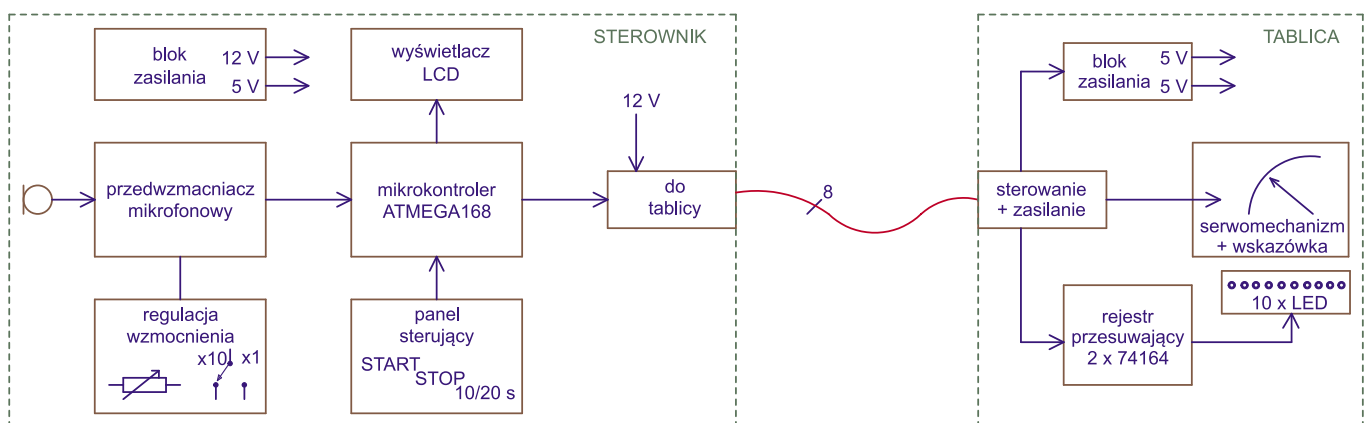 STEROWNIK
blok
zasilania
12 V
5 V
wyświetlacz
LCD
12 V
przedwzmacniacz
mikrofonowy
mikrokontroler
ATMEGA168
do
tablicy
8
regulacja
wzmocnienia
x10 x1
panel
sterujący
START
STOP
10/20 s
TABLICA
blok
zasilania
5 V
5 V
sterowanie
+ zasilanie
serwomechanizm
+ wskazówka
10 x LED
rejestr
przesuwający
2 x 74164